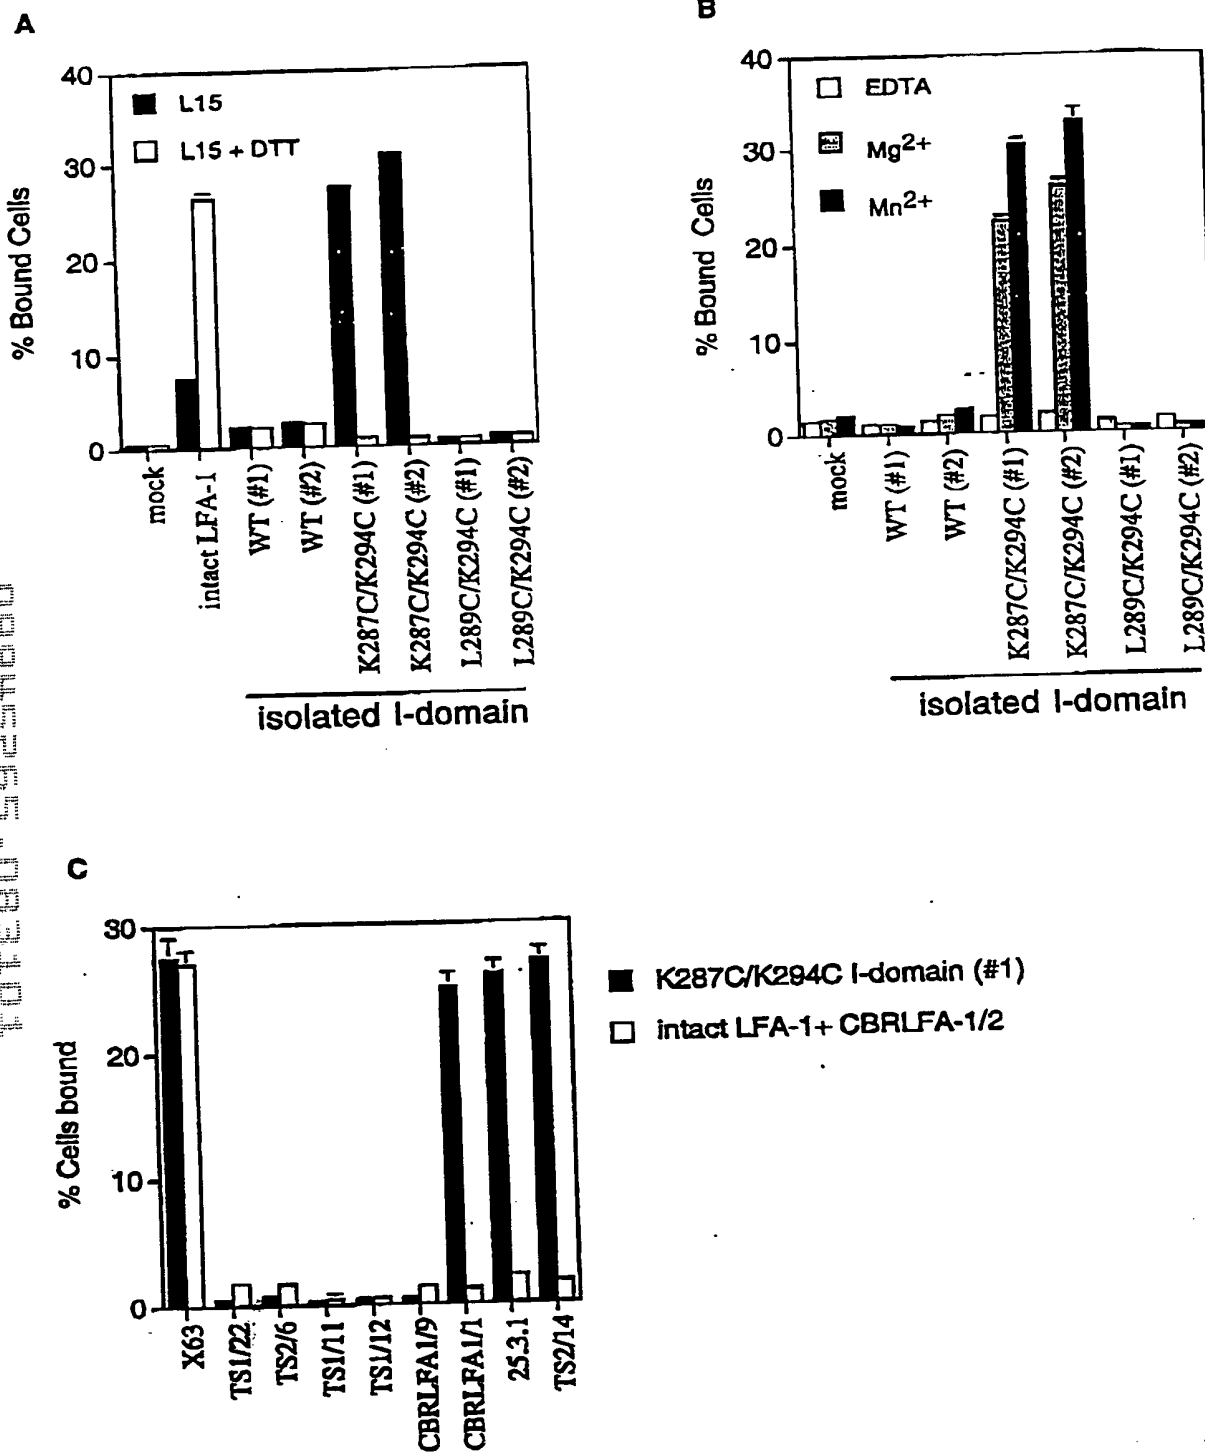 A
40
30
20
10
0
% Bound Cells
L15
L15 + DTT
mock
intact LFA-1
WT (#1)
WT (#2)
K287C/K294C (#1)
K287C/K294C (#2)
L289C/K294C (#1)
L289C/K294C (#2)
isolated I-domain
B
40
30
20
10
0
% Bound Cells
EDTA
Mg2+
Mn2+
mock
WT (#1)
WT (#2)
K287C/K294C (#1)
K287C/K294C (#2)
L289C/K294C (#1)
L289C/K294C (#2)
isolated I-domain
C
30
20
10
0
% Cells bound
K287C/K294C I-domain (#1)
intact LFA-1+ CBRLFA-1/2
X63
TS1/22
TS2/6
TS1/11
TS1/12
CBRLFA1/9
CBRLFA1/1
25.3.1
TS2/14